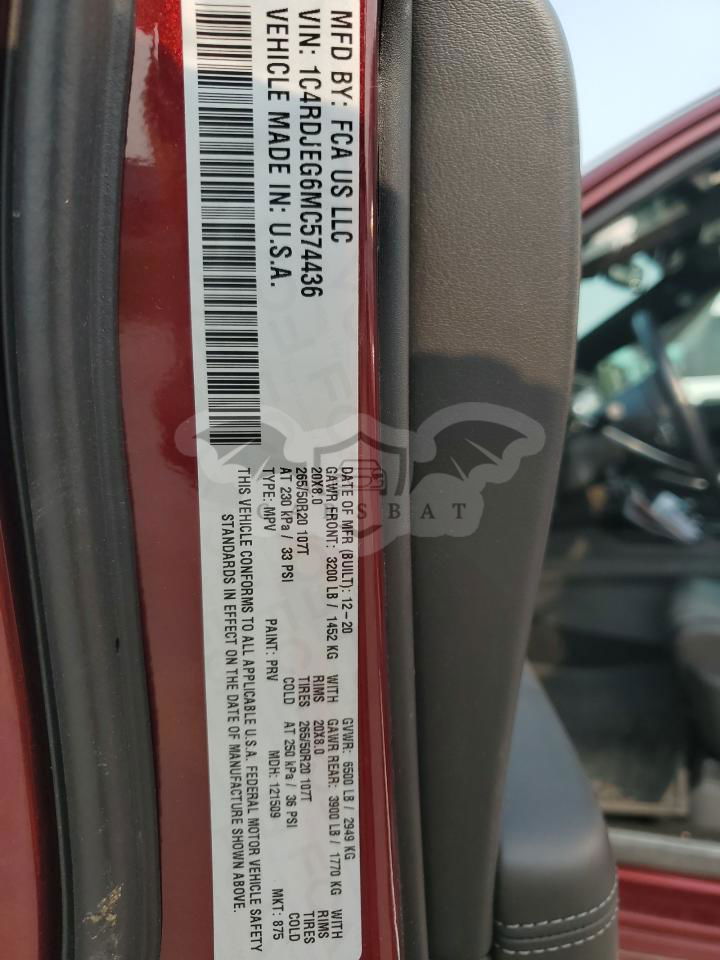 MFD BY: FCA US LLC
VIN: 1C4RDJEG6MC574436
VEHICLE MADE IN: U.S.A.
DATE OF MFR (BUILT): 12-20 GVWR: 6500 LB / 2949 KG
GAWR FRONT: 3200 LB / 1452 KG WITH GAWR REAR: 3900 LB / 1770 KG WITH
20X8.0 RIMS 20X8.0 RIMS
265/50R20 107T TIRES 265/50R20 107T TIRES
AT 230 kPa / 33 PSI COLD AT 250 kPa / 36 PSI COLD
TYPE: MPV PAINT: PRV MDH: 121509 MKT: 875
THIS VEHICLE CONFORMS TO ALL APPLICABLE U.S.A. FEDERAL MOTOR VEHICLE SAFETY
STANDARDS IN EFFECT ON THE DATE OF MANUFACTURE SHOWN ABOVE.